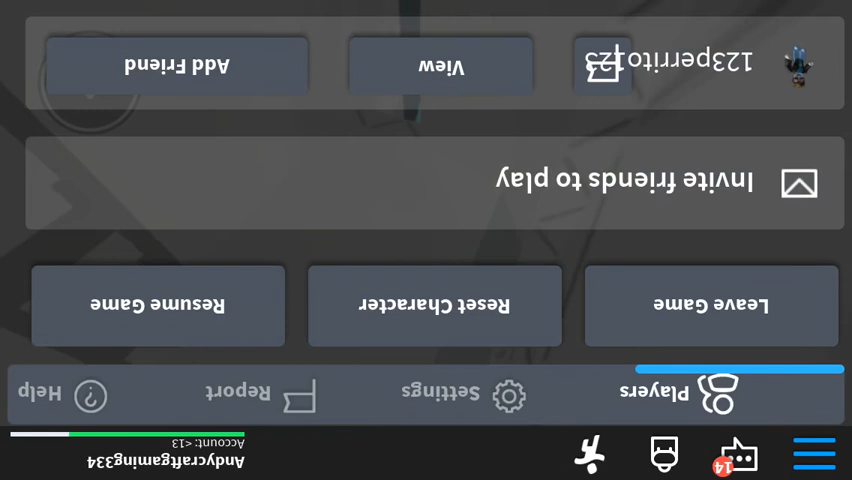 14
Andycraftgaming334
Account: <13
Players
Settings
Report
Help
Leave Game
Reset Character
Resume Game
Invite friends to play
123perrito123
View
Add Friend